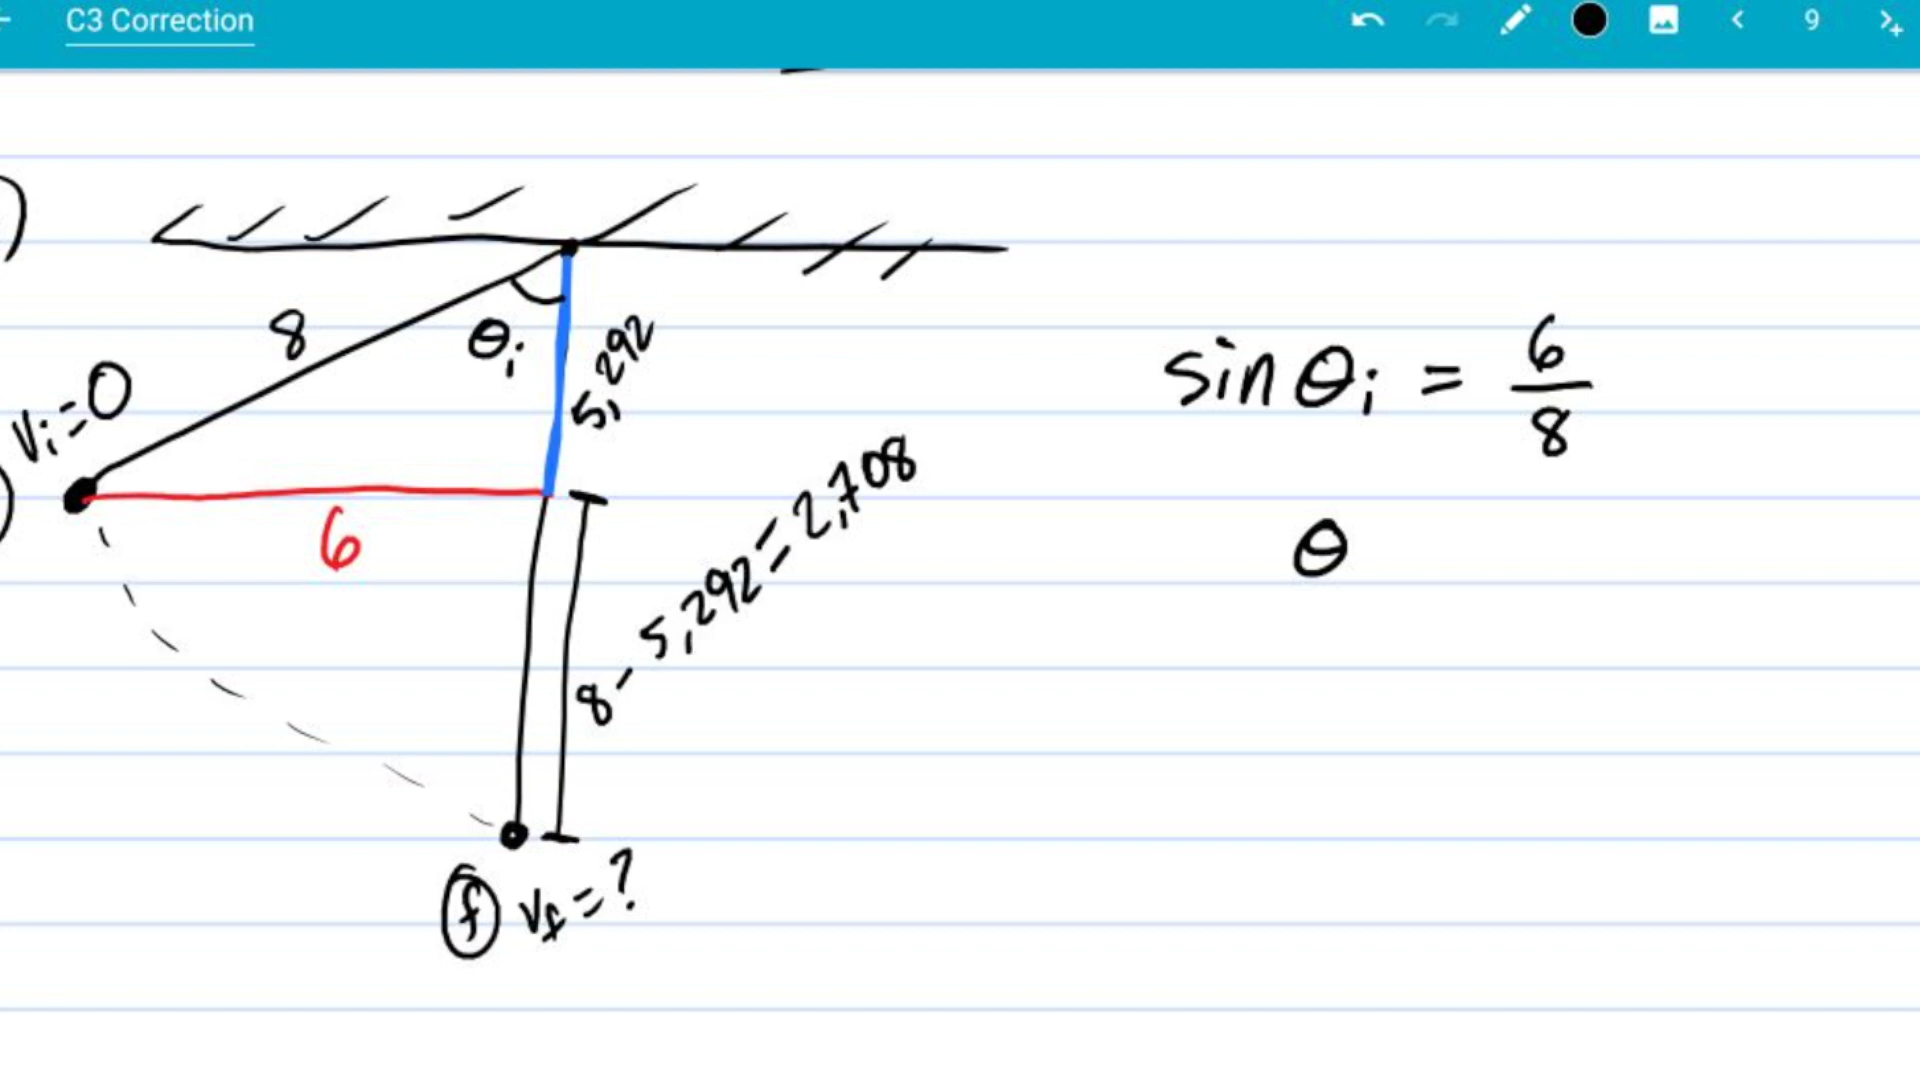 C3 Correction
9
8
θi
5,292
vi=0
sin θi = 6/8
6
8-5,292=2,708
θ
f vf=?